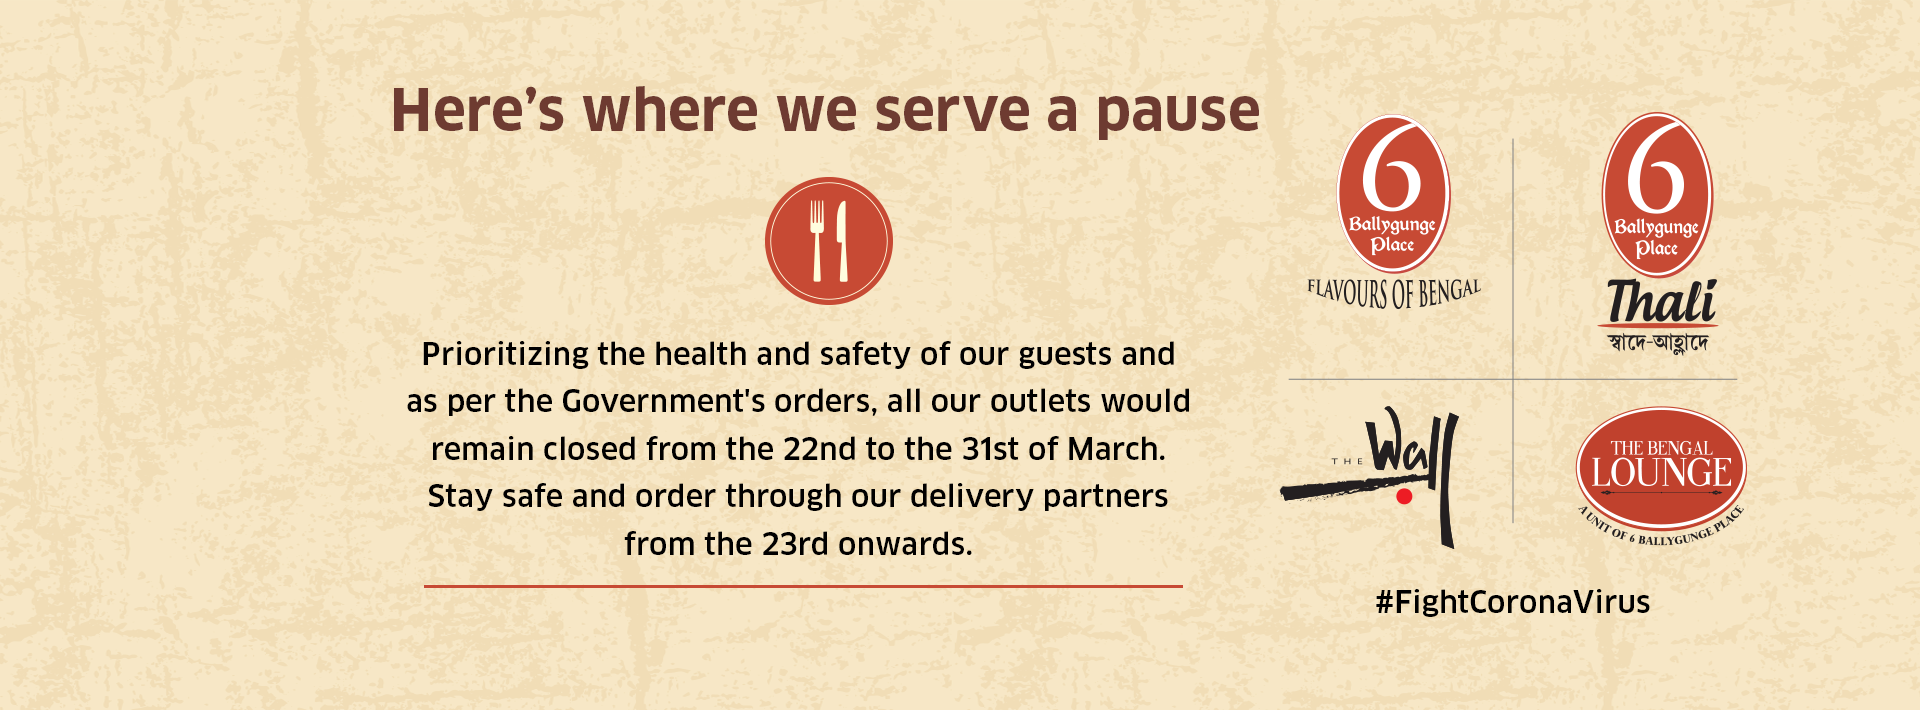 Here’s where we serve a pause
Prioritizing the health and safety of our guests and
as per the Government's orders, all our outlets would
remain closed from the 22nd to the 31st of March.
Stay safe and order through our delivery partners
from the 23rd onwards.
6
Ballygunge
Place
FLAVOURS OF BENGAL
6
Ballygunge
Place
Thali
স্বাদে-আহ্লাদে
THE Wall
THE BENGAL
LOUNGE
A UNIT OF 6 BALLYGUNGE PLACE
#FightCoronaVirus